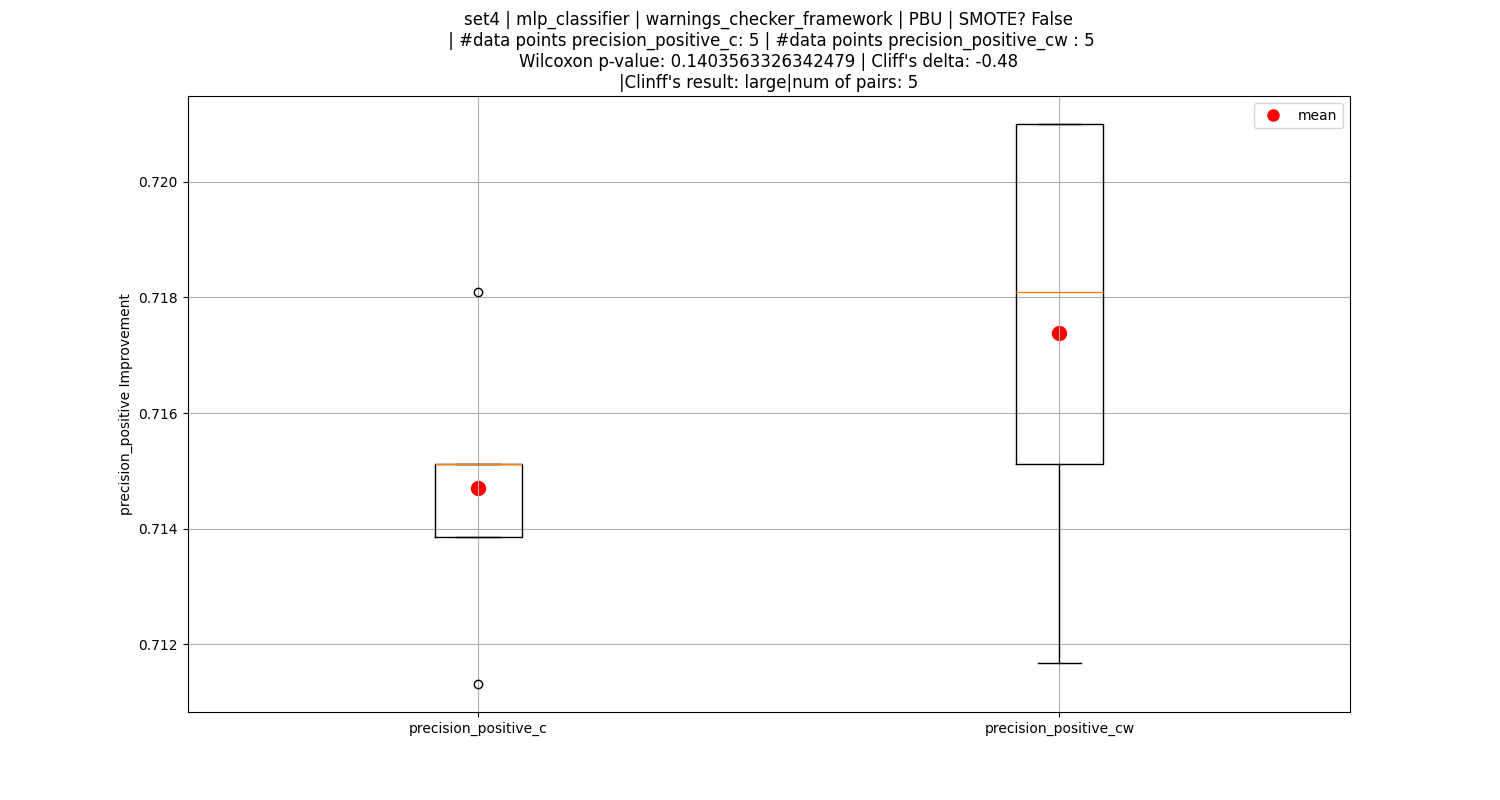 set4 | mlp_classifier | warnings_checker_framework | PBU | SMOTE? False
| #data points precision_positive_c: 5 | #data points precision_positive_cw : 5
Wilcoxon p-value: 0.1403563326342479 | Cliff's delta: -0.48
|Clinff's result: large|num of pairs: 5
mean
0.720
0.718
0.716
0.714
0.712
precision_positive Improvement
precision_positive_c
precision_positive_cw